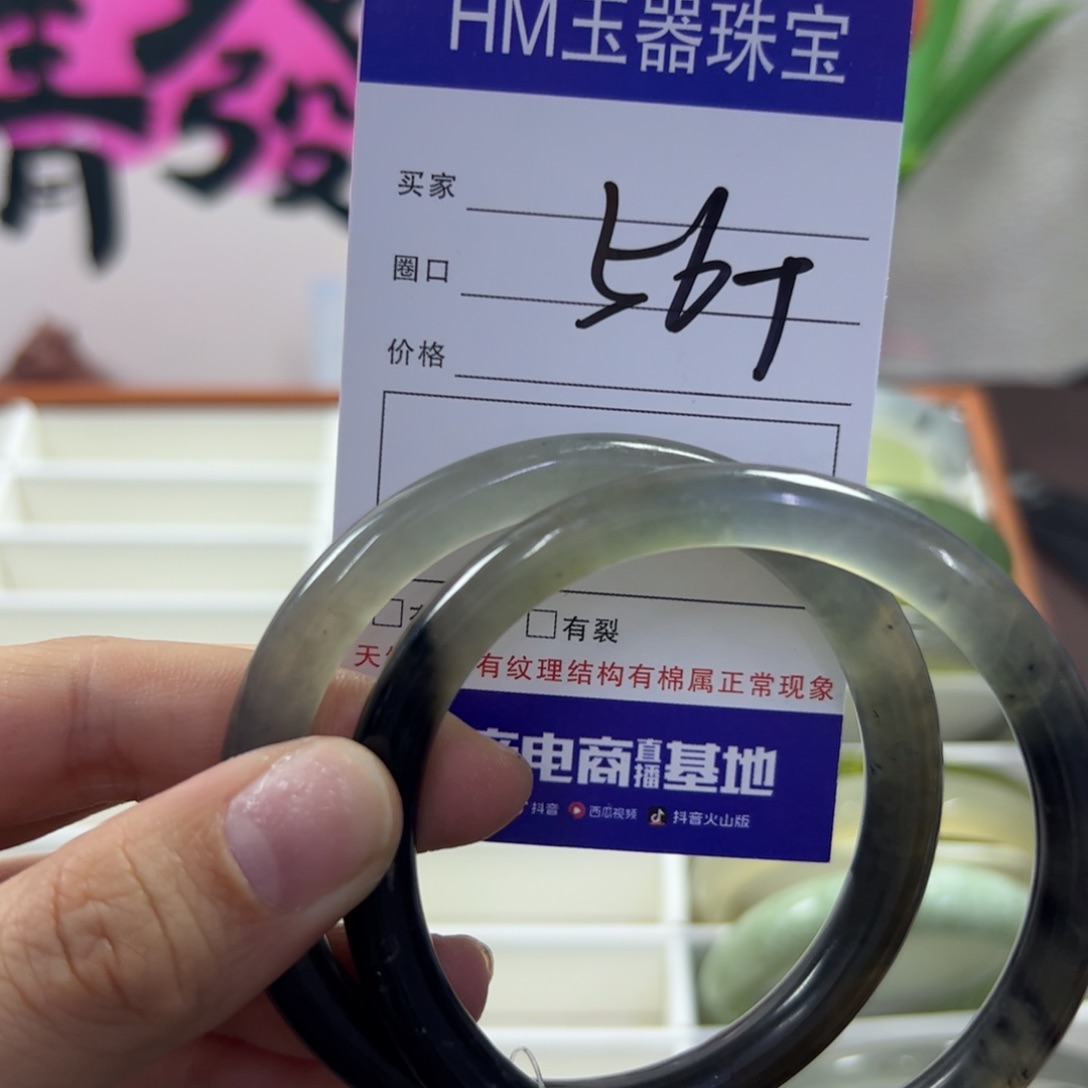 HM玉器珠宝
买家
圈口
56+
价格
有裂
有纹理结构有棉属正常现象
电商直播基地
抖音 西瓜视频 抖音火山版